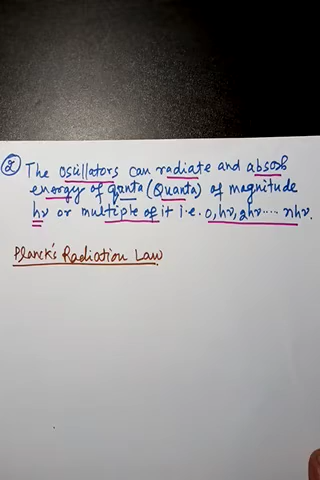 ② The oscillators can radiate and absorb
energy of qanta (Quanta) of magnitude
hν or multiple of it i.e. 0, hν, 2hν.... nhν.
Planck's Radiation Law